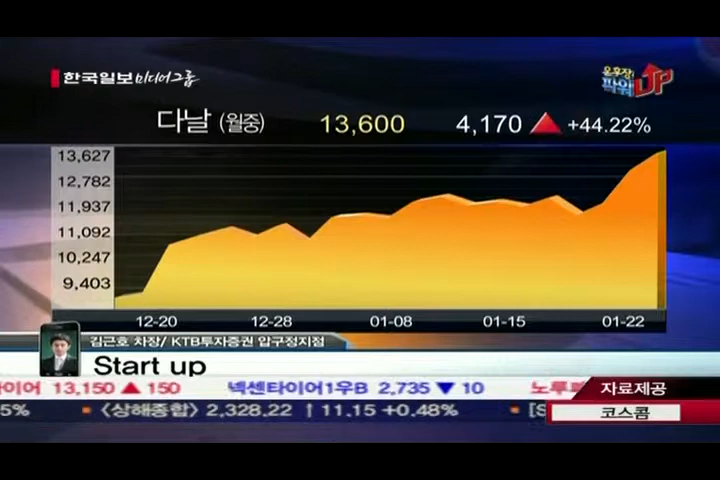 한국일보 미디어그룹
오후장! 파워 UP
다날 (월중) 13,600 4,170 ▲ +44.22%
13,627
12,782
11,937
11,092
10,247
9,403
12-20 12-28 01-08 01-15 01-22
김근호 차장/ KTB투자증권 압구정지점
Start up
타이어 13,150 ▲ 150 넥센타이어1우B 2,735 ▼ 10 노루
자료제공
5% ▪ <상해종합> 2,328.22 ↑ 11.15 +0.48% ▪ [S
코스콤